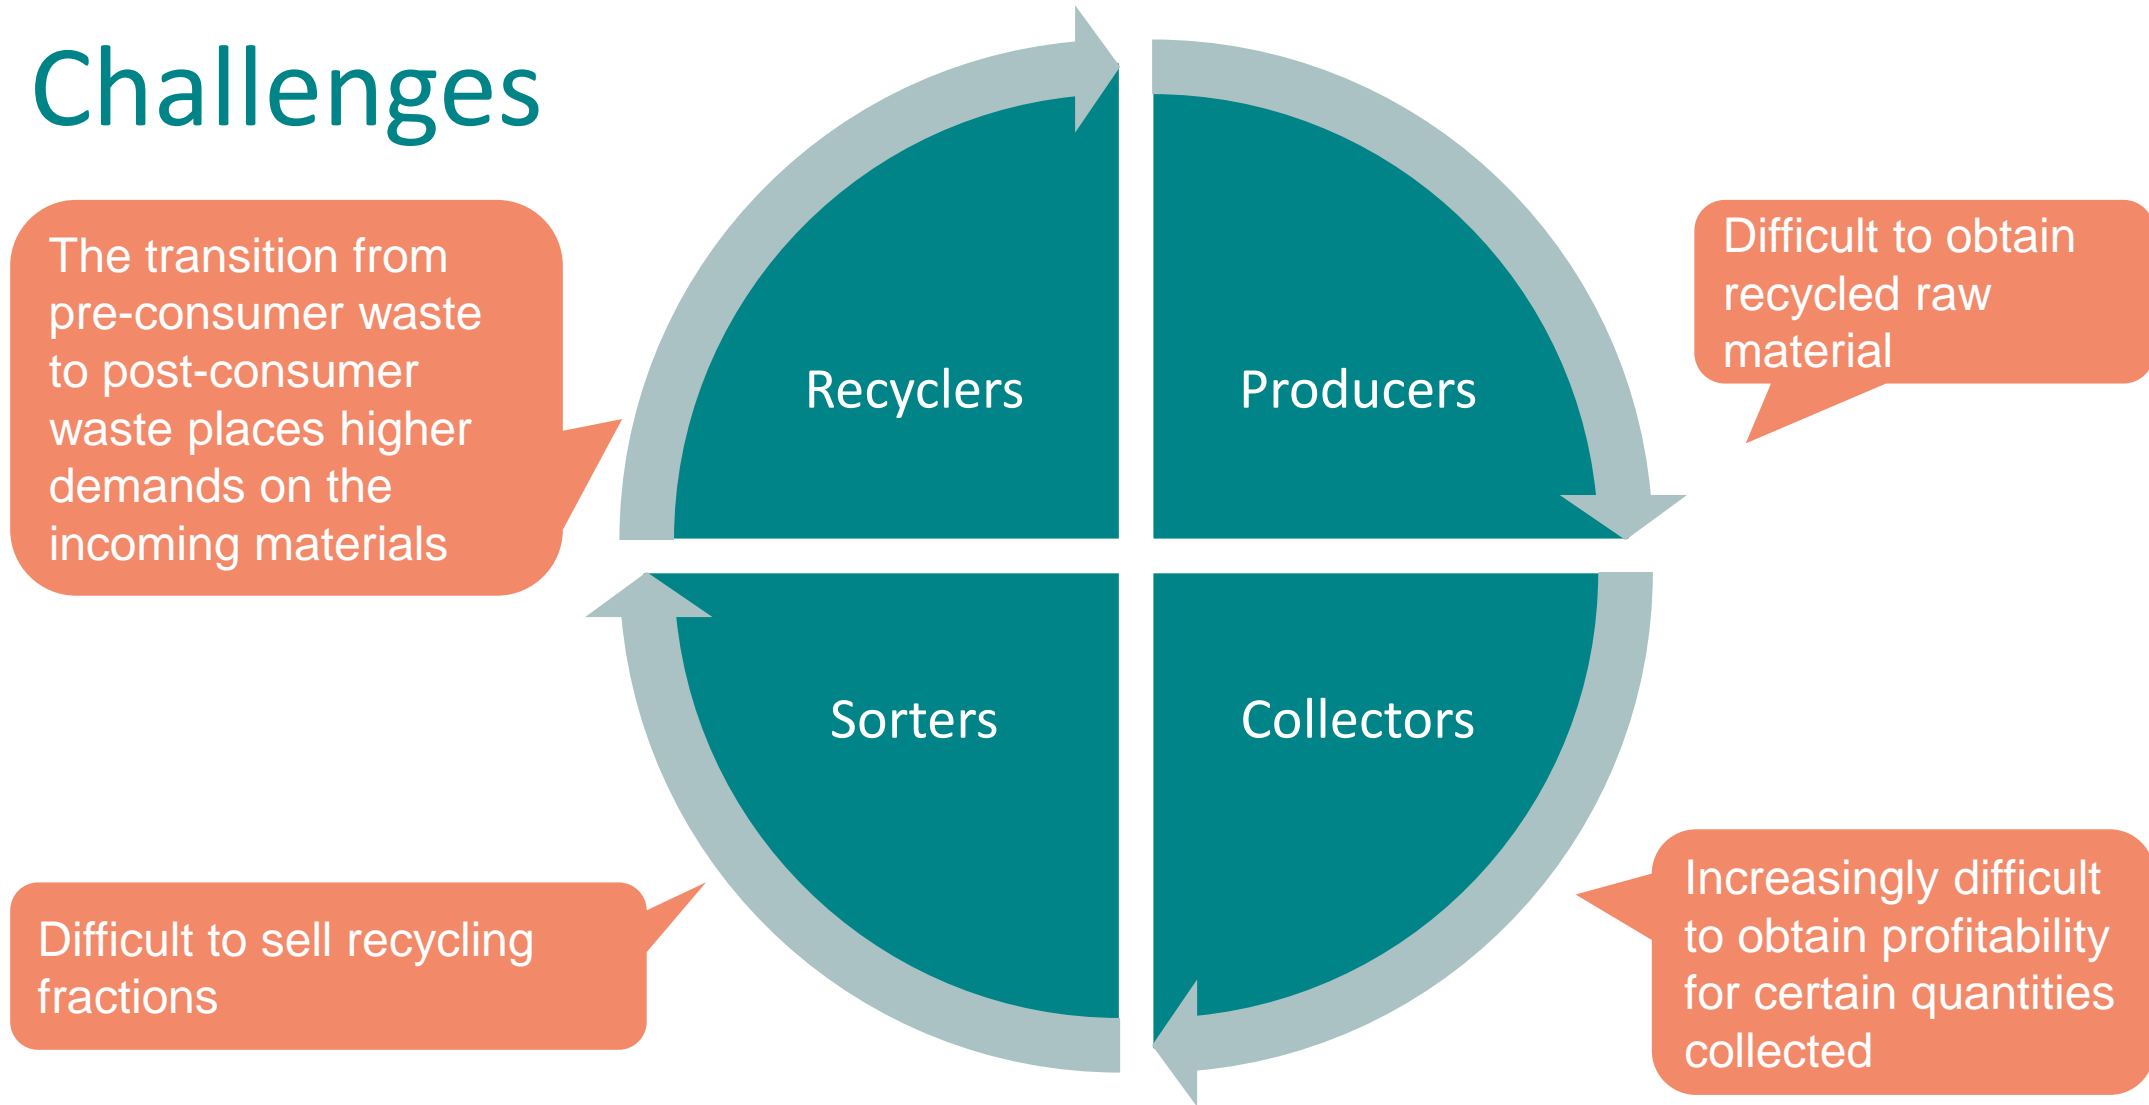 Challenges
The transition from
pre-consumer waste
to post-consumer
waste places higher
demands on the
incoming materials
Recyclers
Producers
Difficult to obtain
recycled raw
material
Sorters
Collectors
Difficult to sell recycling
fractions
Increasingly difficult
to obtain profitability
for certain quantities
collected